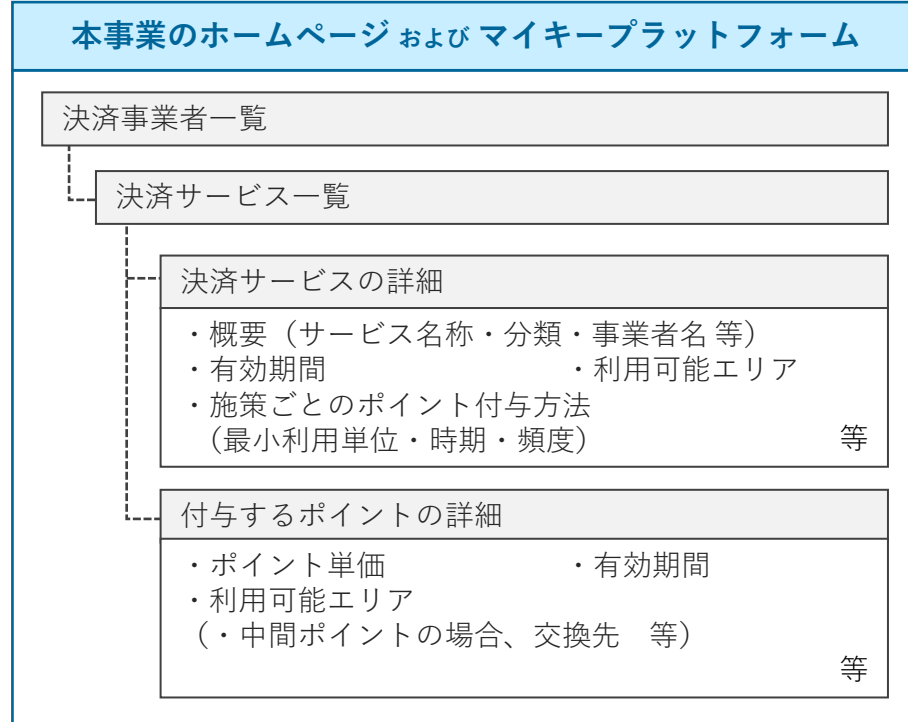 本事業のホームページ および マイキープラットフォーム
決済事業者一覧
決済サービス一覧
決済サービスの詳細
・概要（サービス名称・分類・事業者名 等）
・有効期間　　　　　　・利用可能エリア
・施策ごとのポイント付与方法
（最小利用単位・時期・頻度）　　　　　　等
付与するポイントの詳細
・ポイント単価　　　　　・有効期間
・利用可能エリア
（・中間ポイントの場合、交換先　等）
等